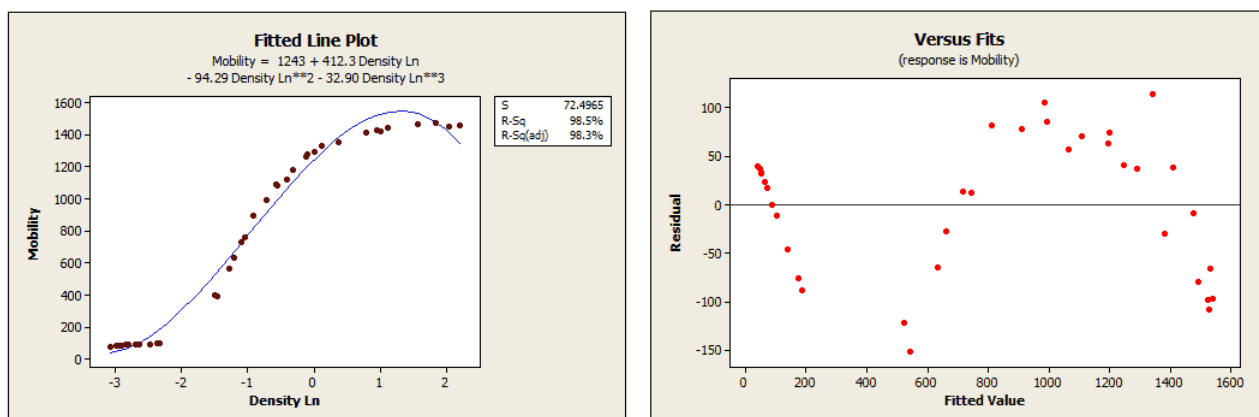 Fitted Line Plot
Mobility = 1243 + 412.3 Density Ln
- 94.29 Density Ln**2 - 32.90 Density Ln**3
S 72.4965
R-Sq 98.5%
R-Sq(adj) 98.3%
1600
1400
1200
1000
800
600
400
200
0
Mobility
-3 -2 -1 0 1 2
Density Ln
Versus Fits
(response is Mobility)
100
50
0
-50
-100
-150
Residual
0 200 400 600 800 1000 1200 1400 1600
Fitted Value